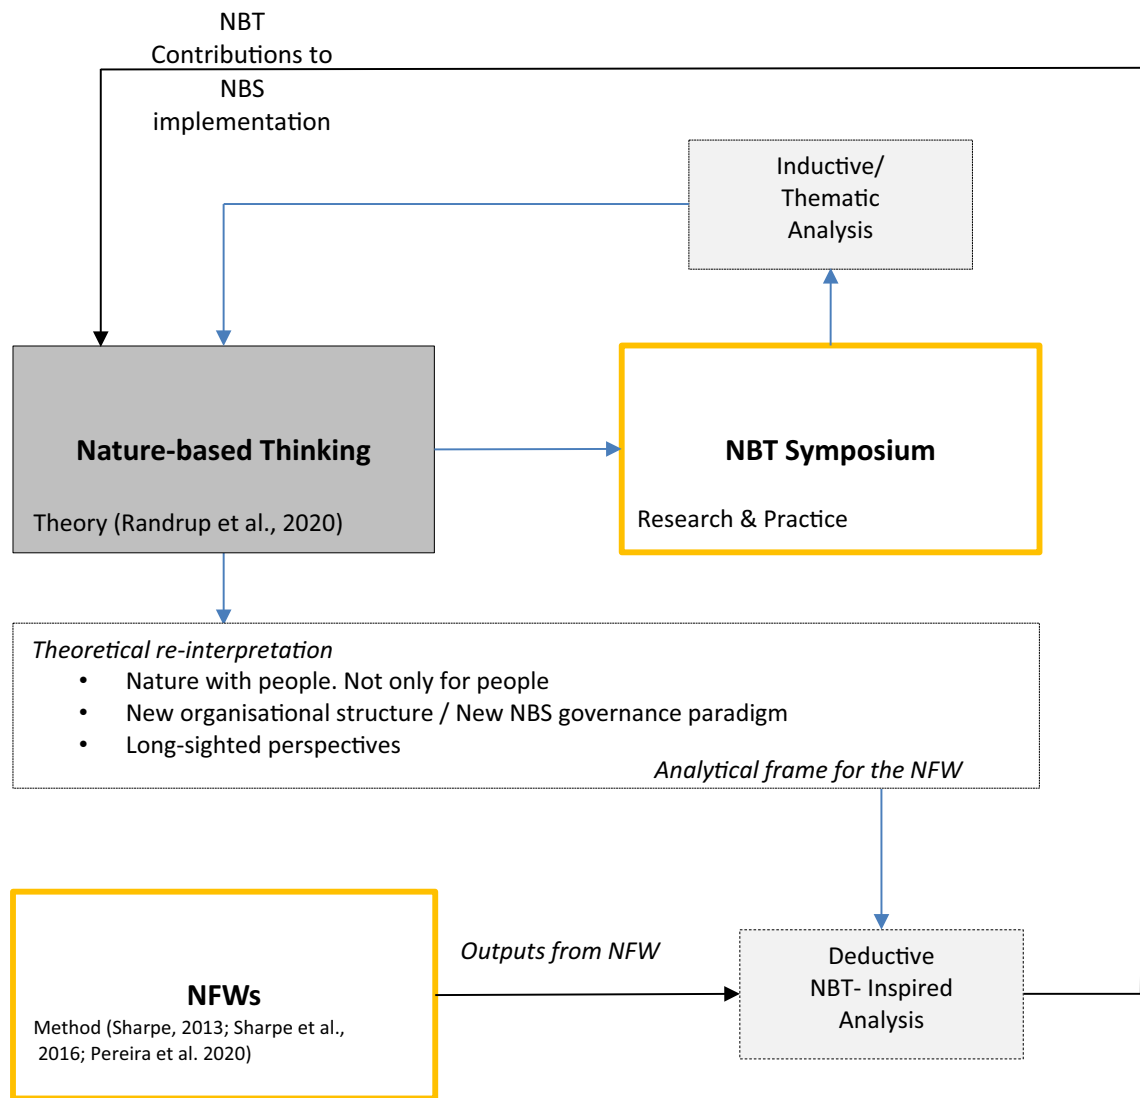 NBT
Contributions to
NBS
implementation
Inductive/
Thematic
Analysis
Nature-based Thinking
Theory (Randrup et al., 2020)
NBT Symposium
Research & Practice
Theoretical re-interpretation
• Nature with people. Not only for people
• New organisational structure / New NBS governance paradigm
• Long-sighted perspectives
Analytical frame for the NFW
NFWs
Method (Sharpe, 2013; Sharpe et al.,
2016; Pereira et al. 2020)
Outputs from NFW
Deductive
NBT- Inspired
Analysis